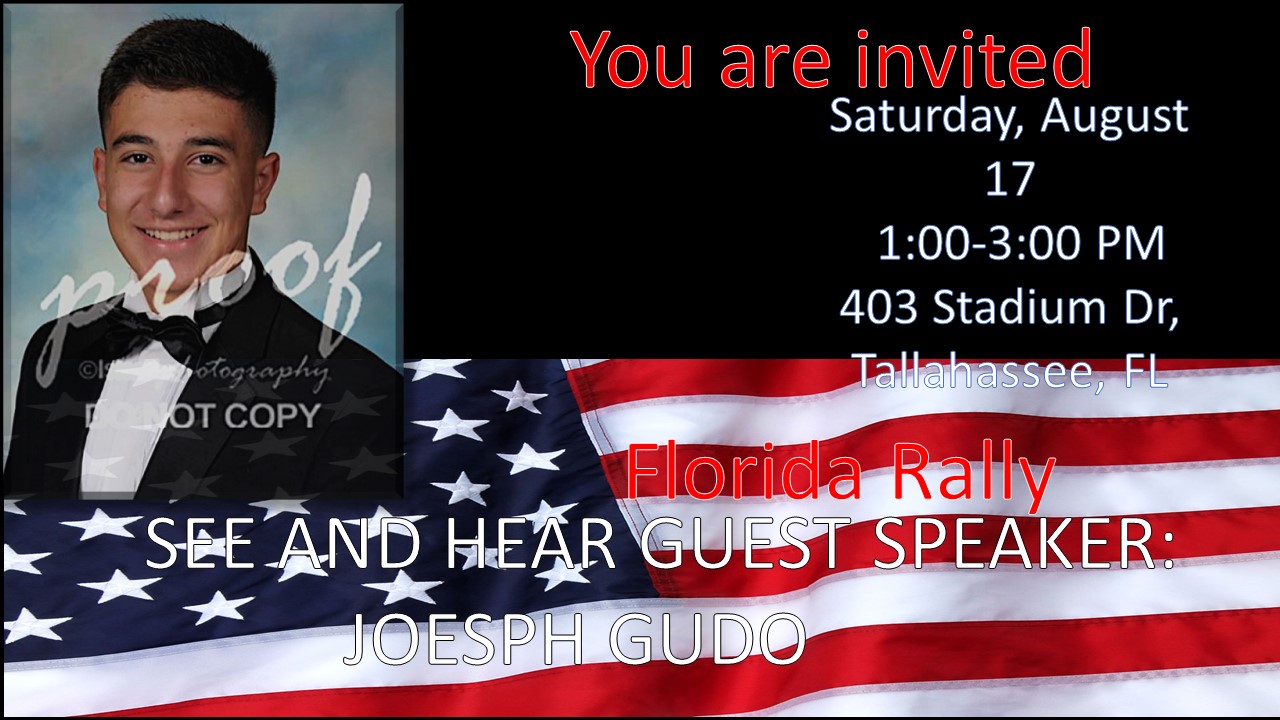 You are invited
Saturday, August
17
1:00-3:00 PM
403 Stadium Dr,
Tallahassee, FL
proof
DO NOT COPY
Florida Rally
SEE AND HEAR GUEST SPEAKER:
JOESPH GUDO